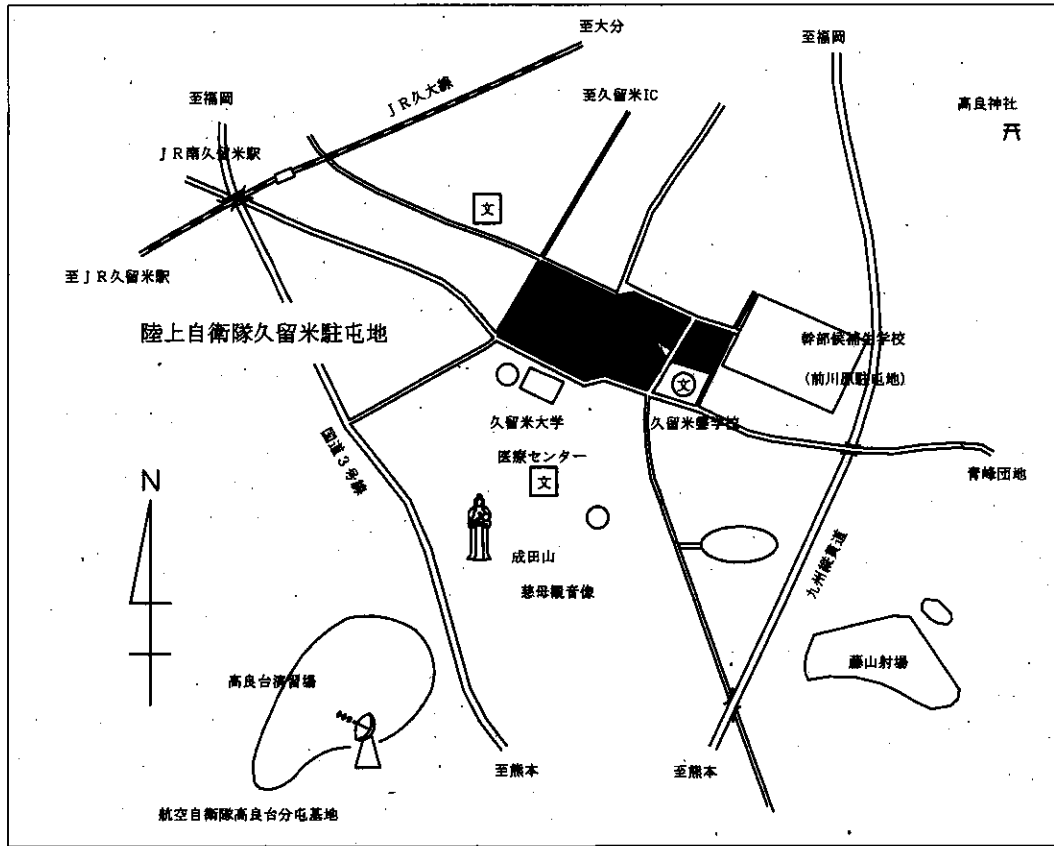 至大分
至福岡
至福岡
JR久大線
至久留米IC
高良神社
JR南久留米駅
文
至JR久留米駅
陸上自衛隊久留米駐屯地
幹部候補生学校
(前川原駐屯地)
文
久留米大学
医療センター
久留米聾学校
国道3号線
青峰団地
N
文
成田山
慈母観音像
九州縦貫道
藤山射場
高良台演習場
至熊本
至熊本
航空自衛隊高良台分屯基地